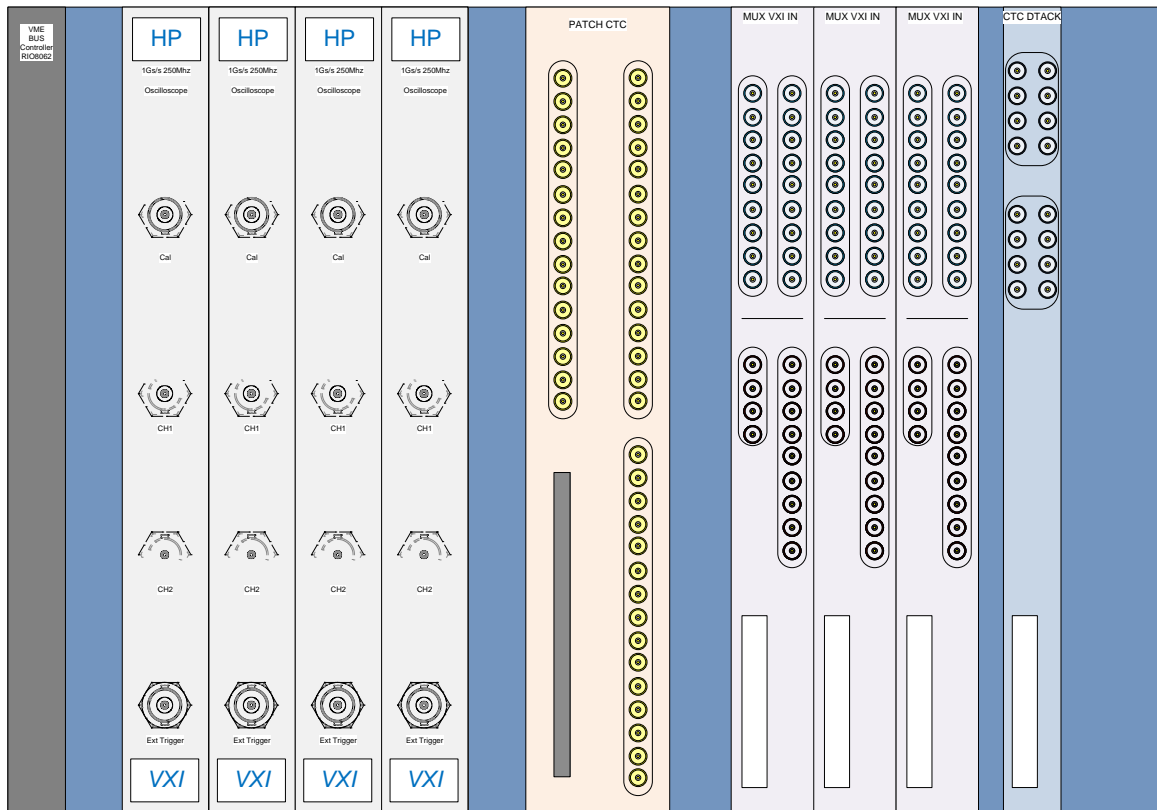 VME
BUS
Controller
RIO8062
HP
1Gs/s 250Mhz
Oscilloscope
Cal
CH1
CH2
Ext Trigger
VXI
HP
1Gs/s 250Mhz
Oscilloscope
Cal
CH1
CH2
Ext Trigger
VXI
HP
1Gs/s 250Mhz
Oscilloscope
Cal
CH1
CH2
Ext Trigger
VXI
HP
1Gs/s 250Mhz
Oscilloscope
Cal
CH1
CH2
Ext Trigger
VXI
PATCH CTC
MUX VXI IN
MUX VXI IN
MUX VXI IN
CTC DTACK